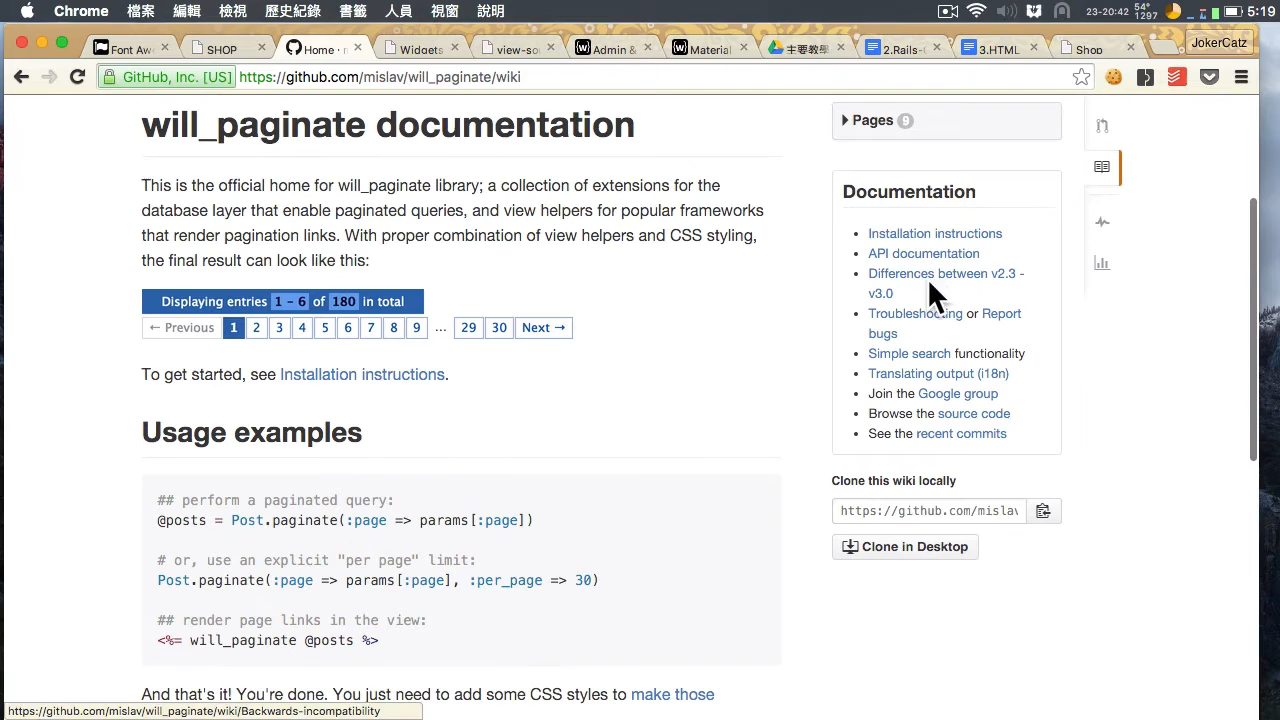 Chrome 檔案 編輯 檢視 歷史紀錄 書籤 人員 視窗 說明 23-20:42 54° 1297 5:19
Font Aw SHOP Home · Widgets view-so Admin & Material 主要教學 2.Rails- 3.HTML Shop JokerCatz
GitHub, Inc. [US] https://github.com/mislav/will_paginate/wiki
will_paginate documentation
This is the official home for will_paginate library; a collection of extensions for the
database layer that enable paginated queries, and view helpers for popular frameworks
that render pagination links. With proper combination of view helpers and CSS styling,
the final result can look like this:
Displaying entries 1 – 6 of 180 in total
← Previous 1 2 3 4 5 6 7 8 9 … 29 30 Next →
To get started, see Installation instructions.
Usage examples
## perform a paginated query:
@posts = Post.paginate(:page => params[:page])
# or, use an explicit "per page" limit:
Post.paginate(:page => params[:page], :per_page => 30)
## render page links in the view:
<%= will_paginate @posts %>
And that's it! You're done. You just need to add some CSS styles to make those
Pages 9
Documentation
Installation instructions
API documentation
Differences between v2.3 -
v3.0
Troubleshooting or Report
bugs
Simple search functionality
Translating output (i18n)
Join the Google group
Browse the source code
See the recent commits
Clone this wiki locally
https://github.com/mislav
Clone in Desktop
https://github.com/mislav/will_paginate/wiki/Backwards-incompatibility